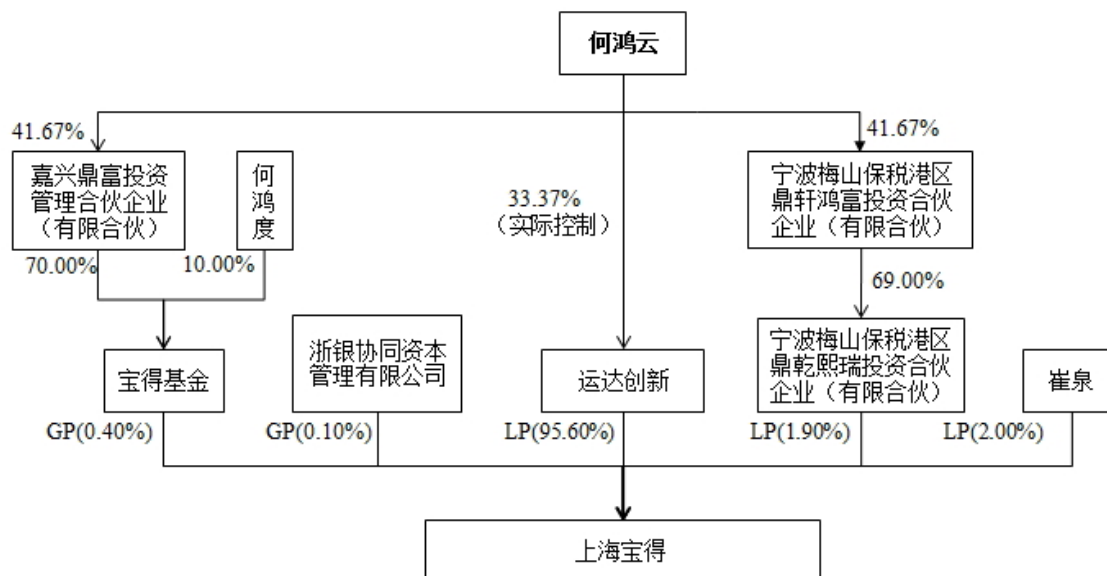 何鸿云
41.67%
41.67%
嘉兴鼎富投资
管理合伙企业
（有限合伙）
何
鸿
度
33.37%
（实际控制）
宁波梅山保税港区
鼎轩鸿富投资合伙
企业（有限合伙）
70.00%
10.00%
69.00%
宝得基金
浙银协同资本
管理有限公司
运达创新
宁波梅山保税港区
鼎乾熙瑞投资合伙
企业（有限合伙）
崔泉
GP(0.40%)
GP(0.10%)
LP(95.60%)
LP(1.90%)
LP(2.00%)
上海宝得